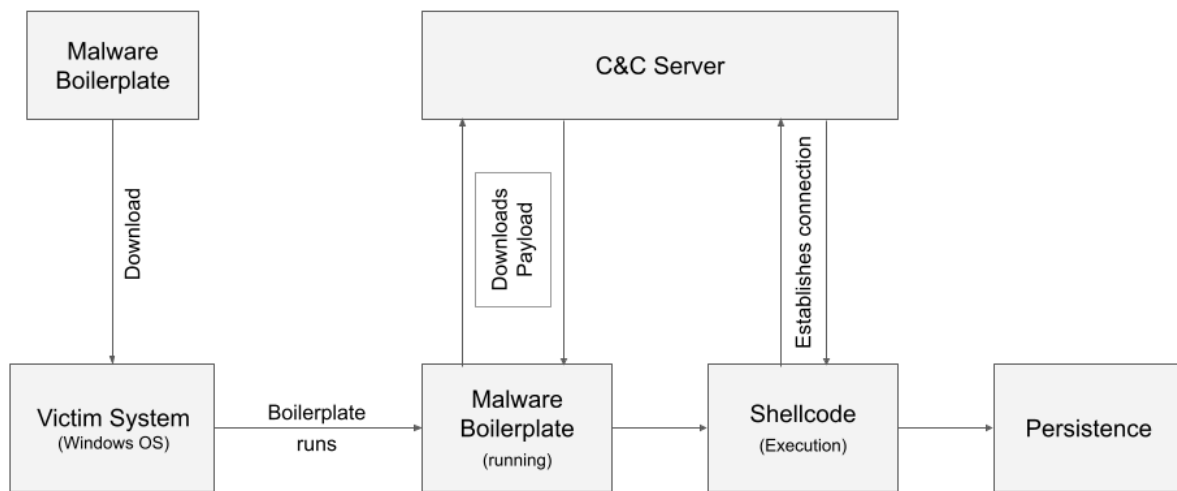 Malware
Boilerplate
C&C Server
Download
Downloads
Payload
Establishes connection
Victim System
(Windows OS)
Boilerplate
runs
Malware
Boilerplate
(running)
Shellcode
(Execution)
Persistence